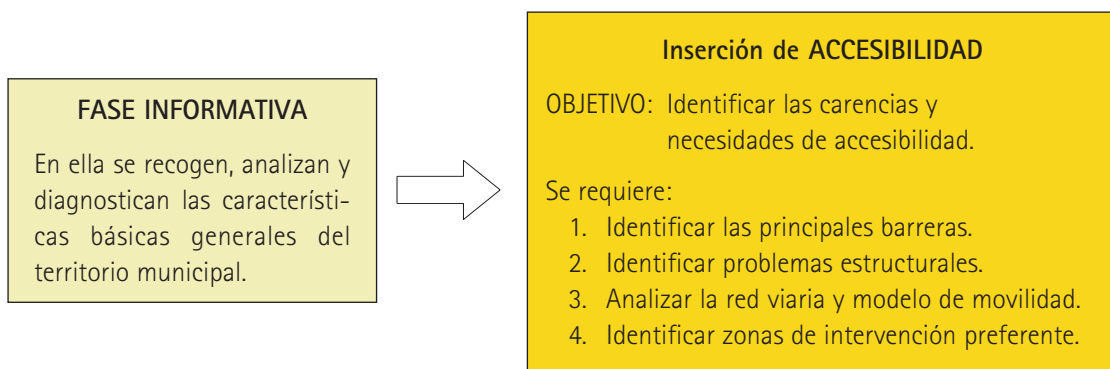 FASE INFORMATIVA
En ella se recogen, analizan y
diagnostican las característi-
cas básicas generales del
territorio municipal.
Inserción de ACCESIBILIDAD
OBJETIVO: Identificar las carencias y
necesidades de accesibilidad.
Se requiere:
1. Identificar las principales barreras.
2. Identificar problemas estructurales.
3. Analizar la red viaria y modelo de movilidad.
4. Identificar zonas de intervención preferente.